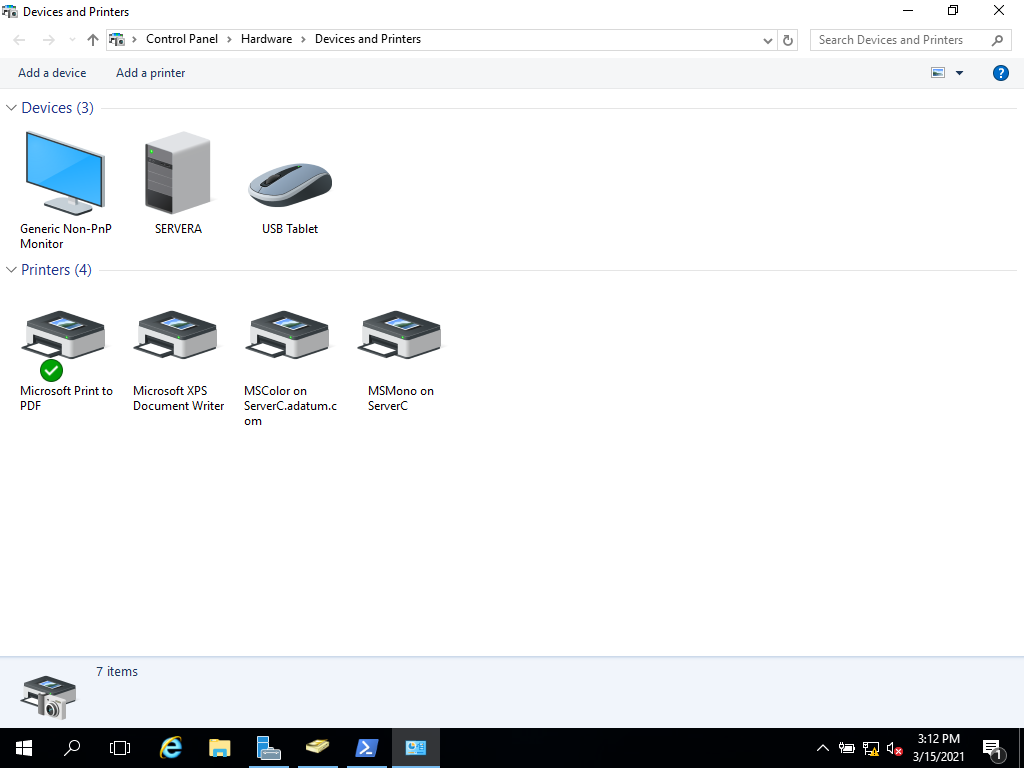 Devices and Printers
Control Panel > Hardware > Devices and Printers
Search Devices and Printers
Add a device Add a printer
?
Devices (3)
Generic Non-PnP
Monitor
SERVERA
USB Tablet
Printers (4)
Microsoft Print to
PDF
Microsoft XPS
Document Writer
MSColor on
ServerC.adatum.c
om
MSMono on
ServerC
7 items
3:12 PM
3/15/2021
1